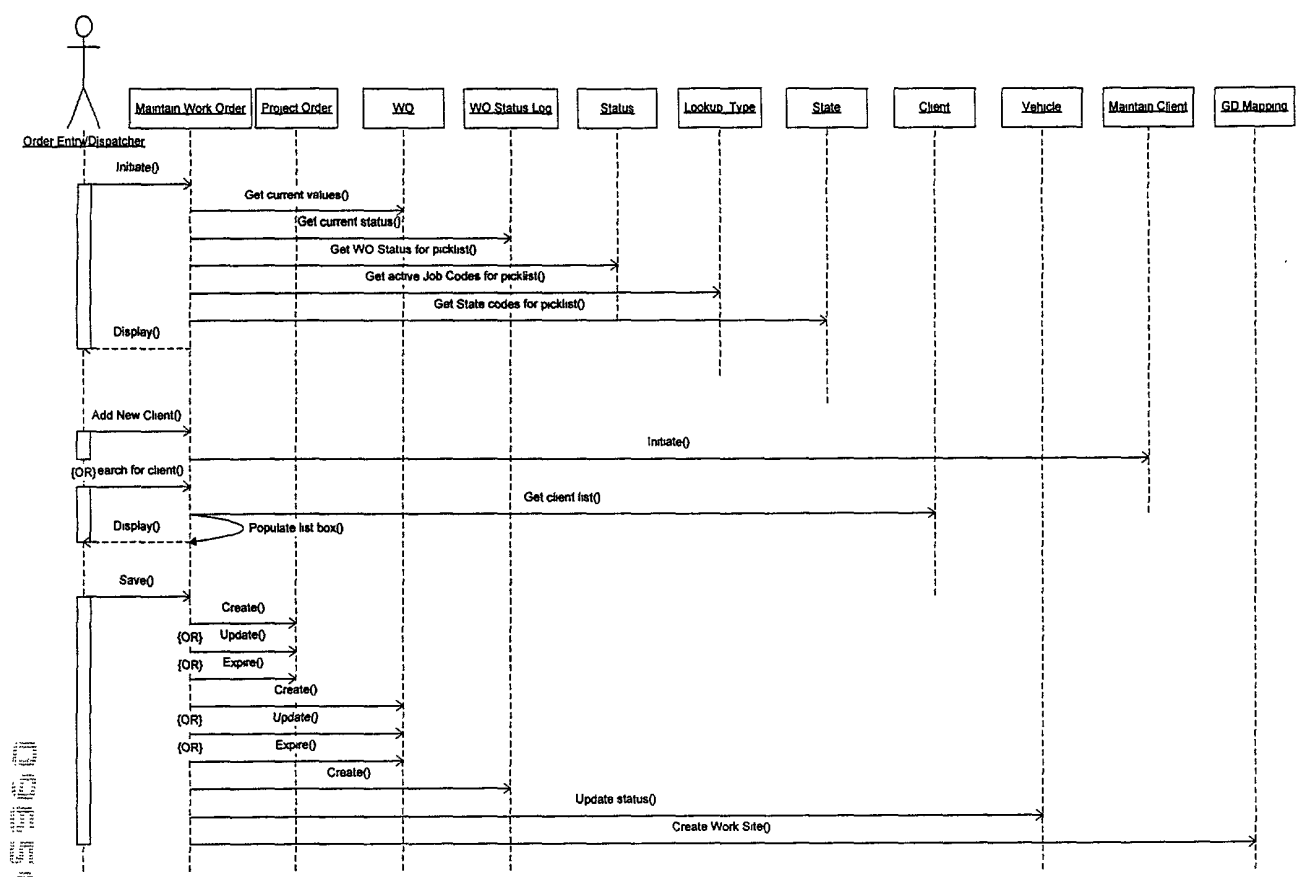 Maintain Work Order
Project Order
WO
WO Status Log
Status
Lookup_Type
State
Client
Vehicle
Maintain Client
GD Mapping
Order Entry/Dispatcher
Initiate()
Get current values()
Get current status()
Get WO Status for picklist()
Get active Job Codes for picklist()
Get State codes for picklist()
Display()
Add New Client()
Initiate()
{OR} earch for client()
Get client list()
Display()
Populate list box()
Save()
Create()
{OR} Update()
{OR} Expire()
Create()
{OR} Update()
{OR} Expire()
Create()
Update status()
Create Work Site()